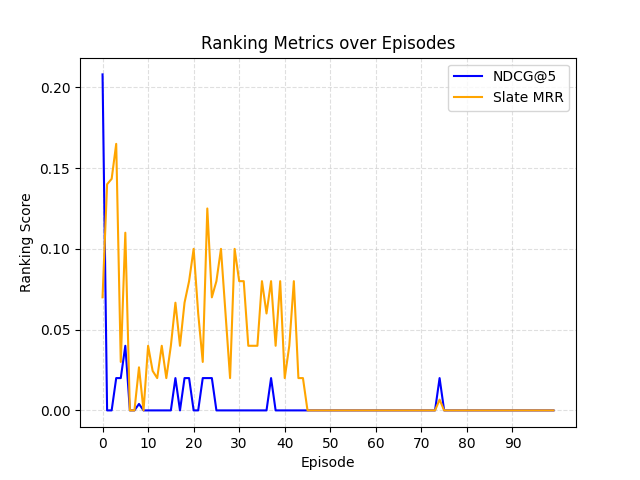 Ranking Metrics over Episodes
NDCG@5
Slate MRR
Ranking Score
0.20
0.15
0.10
0.05
0.00
0 10 20 30 40 50 60 70 80 90
Episode